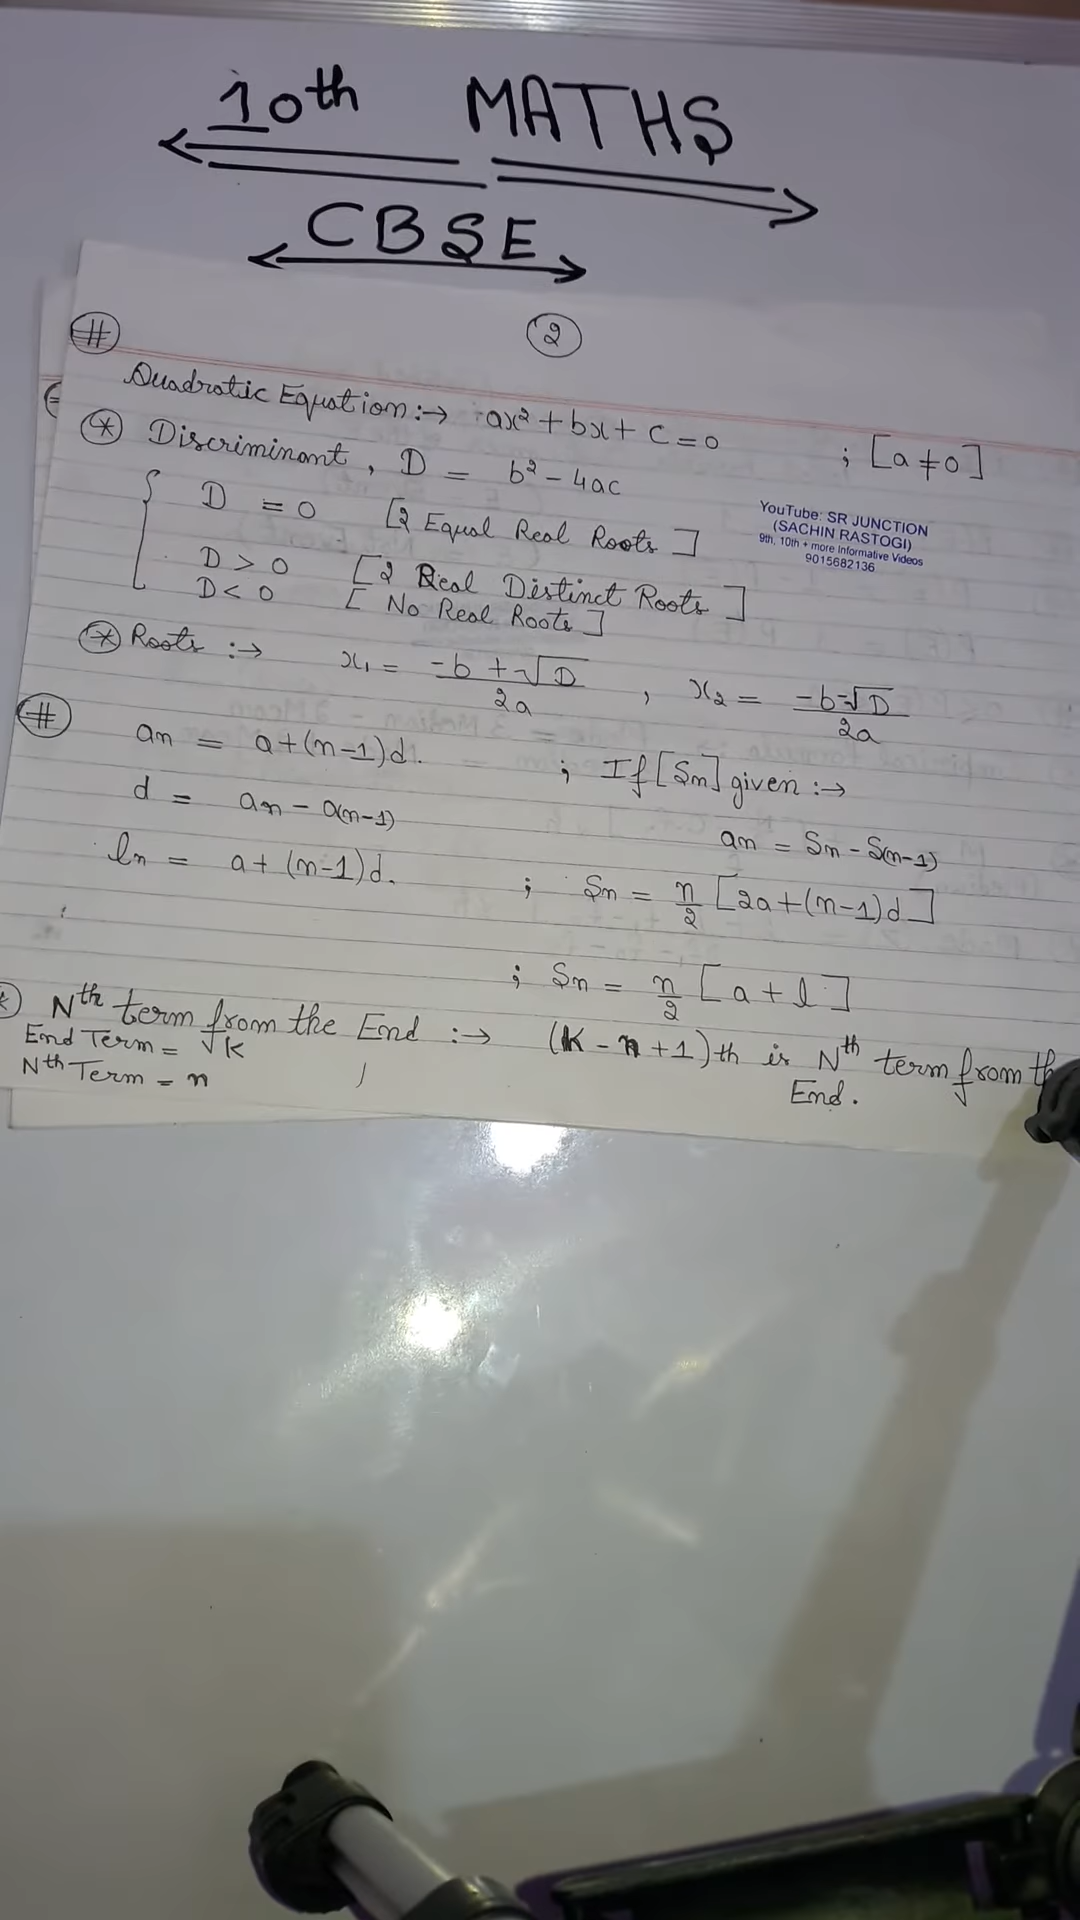 10th MATHS
CBSE
# 2
Quadratic Equation :→ ax² + bx + c = 0 ; [a ≠ 0]
* Discriminant, D = b² - 4ac
D = 0 [2 Equal Real Roots]
D > 0 [2 Real Distinct Roots]
D < 0 [No Real Roots]
YouTube: SR JUNCTION
(SACHIN RASTOGI)
9th, 10th + more Informative Videos
9015682136
* Roots :→ x₁ = -b + √D / 2a , x₂ = -b-√D / 2a
# an = a + (n-1)d. ; If [Sn] given :→
d = an - a(n-1)
an = Sn - S(n-1)
ln = a + (n-1)d. ; Sn = n/2 [2a + (n-1)d]
; Sn = n/2 [a + l]
* Nth term from the End :→ (K - n + 1)th is Nth term from
End Term = K
End.
Nth Term = n